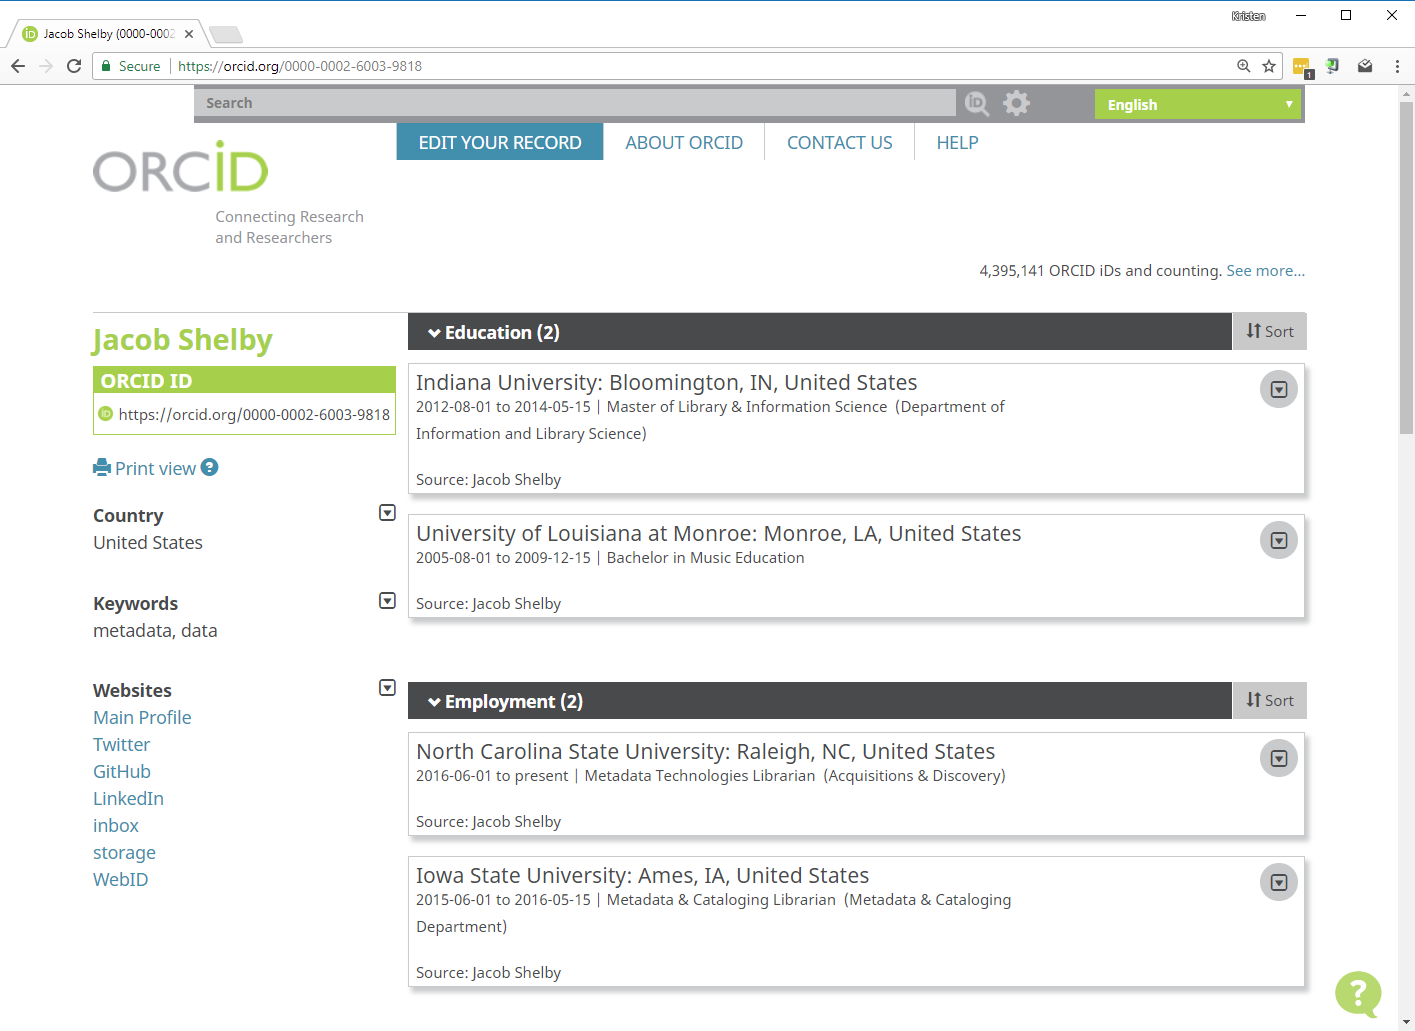 Kristen
Jacob Shelby (0000-0002
Secure https://orcid.org/0000-0002-6003-9818
1
Search
iD
English
EDIT YOUR RECORD ABOUT ORCID CONTACT US HELP
ORCiD
Connecting Research
and Researchers
4,395,141 ORCID iDs and counting. See more...
Jacob Shelby
ORCID ID
https://orcid.org/0000-0002-6003-9818
Print view ?
Country
United States
Keywords
metadata, data
Websites
Main Profile
Twitter
GitHub
LinkedIn
inbox
storage
WebID
Education (2)
Sort
Indiana University: Bloomington, IN, United States
2012-08-01 to 2014-05-15 | Master of Library & Information Science (Department of
Information and Library Science)
Source: Jacob Shelby
University of Louisiana at Monroe: Monroe, LA, United States
2005-08-01 to 2009-12-15 | Bachelor in Music Education
Source: Jacob Shelby
Employment (2)
Sort
North Carolina State University: Raleigh, NC, United States
2016-06-01 to present | Metadata Technologies Librarian (Acquisitions & Discovery)
Source: Jacob Shelby
Iowa State University: Ames, IA, United States
2015-06-01 to 2016-05-15 | Metadata & Cataloging Librarian (Metadata & Cataloging
Department)
Source: Jacob Shelby
?